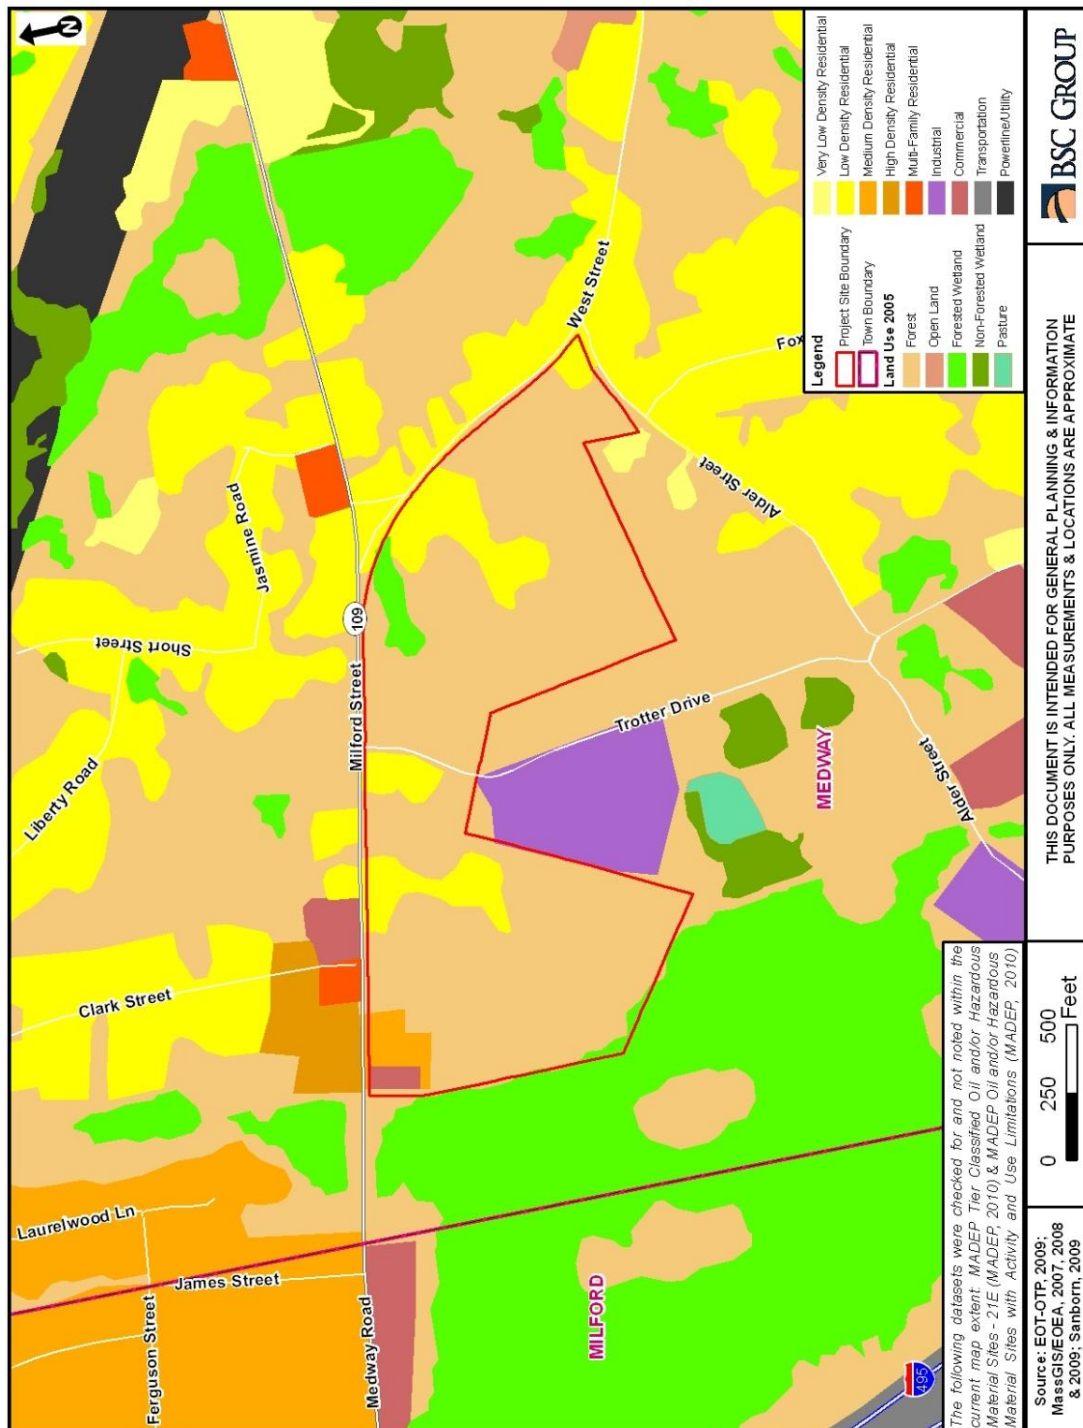 N
Laurelwood Ln
Ferguson Street
James Street
Medway Road
Clark Street
Liberty Road
Short Street
Jasmine Road
Milford Street
109
West Street
Trotter Drive
Alder Street
Alder Street
Fox
MILFORD
MEDWAY
495
Legend
Project Site Boundary
Town Boundary
Land Use 2005
Forest
Open Land
Forested Wetland
Non-Forested Wetland
Pasture
Very Low Density Residential
Low Density Residential
Medium Density Residential
High Density Residential
Multi-Family Residential
Industrial
Commercial
Transportation
Powerline/Utility
The following datasets were checked for and not noted within the
current map extent: MADEP Tier Classified Oil and/or Hazardous
Material Sites - 21E (MADEP, 2010) & MADEP Oil and/or Hazardous
Material Sites with Activity and Use Limitations (MADEP, 2010)
Source: EOT-OTP, 2009;
MassGIS/EOEA, 2007, 2008
& 2009; Sanborn, 2009
0 250 500
Feet
THIS DOCUMENT IS INTENDED FOR GENERAL PLANNING & INFORMATION
PURPOSES ONLY. ALL MEASUREMENTS & LOCATIONS ARE APPROXIMATE
BSC GROUP